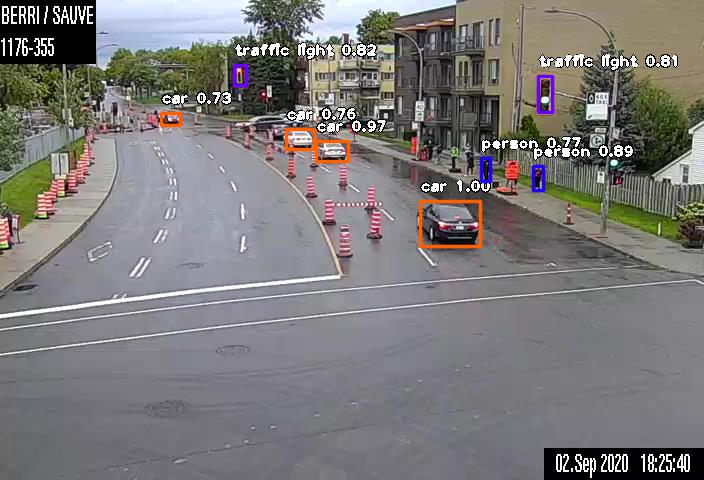 BERRI / SAUVE
1176-355
traffic light 0.82
traffic light 0.81
car 0.73
car 0.76
car 0.97
person 0.77
person 0.89
car 1.00
02.Sep 2020 18:25:40